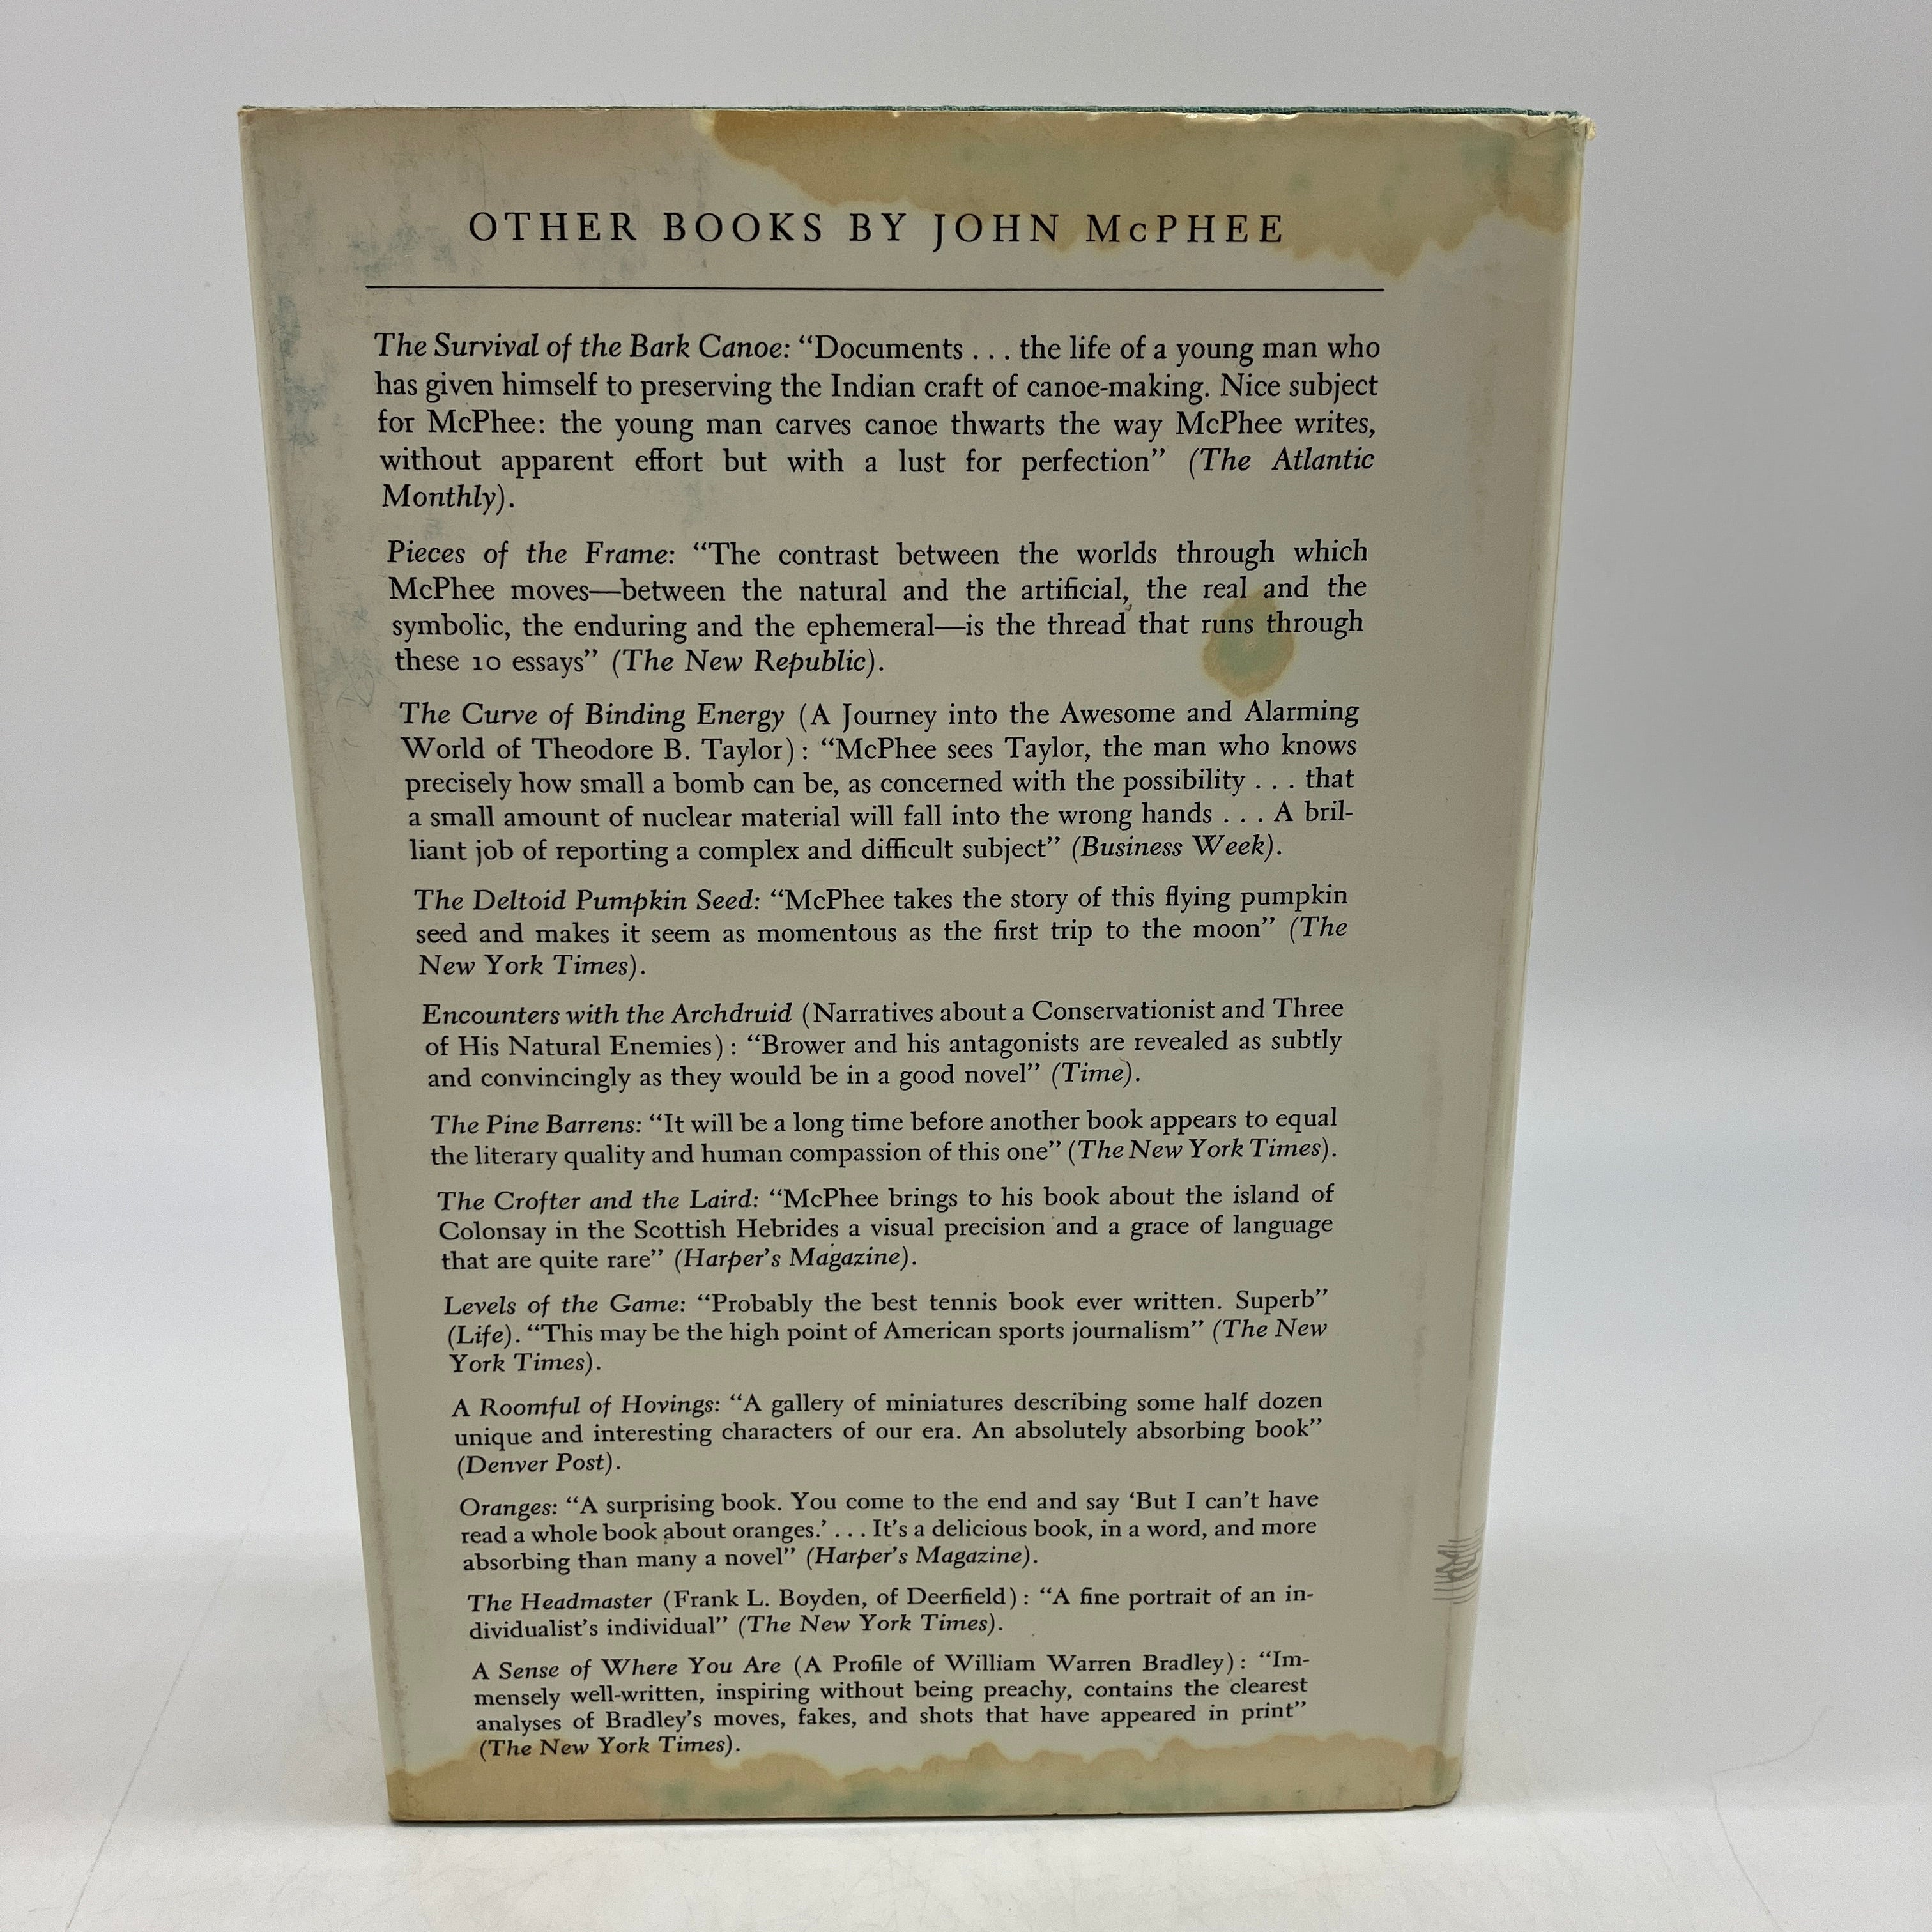 OTHER BOOKS BY JOHN McPHEE
The Survival of the Bark Canoe: “Documents . . . the life of a young man who
has given himself to preserving the Indian craft of canoe-making. Nice subject
for McPhee: the young man carves canoe thwarts the way McPhee writes,
without apparent effort but with a lust for perfection” (The Atlantic
Monthly).
Pieces of the Frame: “The contrast between the worlds through which
McPhee moves—between the natural and the artificial, the real and the
symbolic, the enduring and the ephemeral—is the thread that runs through
these 10 essays” (The New Republic).
The Curve of Binding Energy (A Journey into the Awesome and Alarming
World of Theodore B. Taylor): “McPhee sees Taylor, the man who knows
precisely how small a bomb can be, as concerned with the possibility . . . that
a small amount of nuclear material will fall into the wrong hands . . . A bril-
liant job of reporting a complex and difficult subject” (Business Week).
The Deltoid Pumpkin Seed: “McPhee takes the story of this flying pumpkin
seed and makes it seem as momentous as the first trip to the moon” (The
New York Times).
Encounters with the Archdruid (Narratives about a Conservationist and Three
of His Natural Enemies): “Brower and his antagonists are revealed as subtly
and convincingly as they would be in a good novel” (Time).
The Pine Barrens: “It will be a long time before another book appears to equal
the literary quality and human compassion of this one” (The New York Times).
The Crofter and the Laird: “McPhee brings to his book about the island of
Colonsay in the Scottish Hebrides a visual precision and a grace of language
that are quite rare” (Harper's Magazine).
Levels of the Game: “Probably the best tennis book ever written. Superb”
(Life). “This may be the high point of American sports journalism” (The New
York Times).
A Roomful of Hovings: “A gallery of miniatures describing some half dozen
unique and interesting characters of our era. An absolutely absorbing book”
(Denver Post).
Oranges: “A surprising book. You come to the end and say ‘But I can't have
read a whole book about oranges.’ . . . It's a delicious book, in a word, and more
absorbing than many a novel” (Harper's Magazine).
The Headmaster (Frank L. Boyden, of Deerfield): “A fine portrait of an in-
dividualist's individual” (The New York Times).
A Sense of Where You Are (A Profile of William Warren Bradley): “Im-
mensely well-written, inspiring without being preachy, contains the clearest
analyses of Bradley's moves, fakes, and shots that have appeared in print”
(The New York Times).